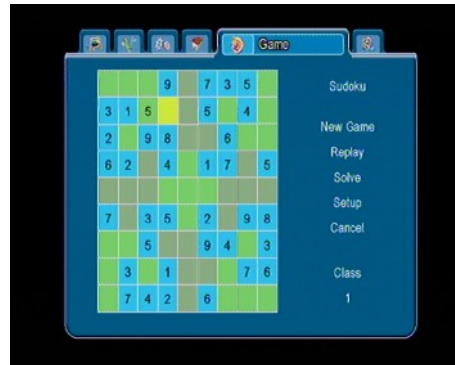 Game
Sudoku
New Game
Replay
Solve
Setup
Cancel
Class
1
9 7 3 5
3 1 5 5 4
2 9 8 6
6 2 4 1 7 5
7 3 5 2 9 8
5 9 4 3
3 1 7 6
7 4 2 6